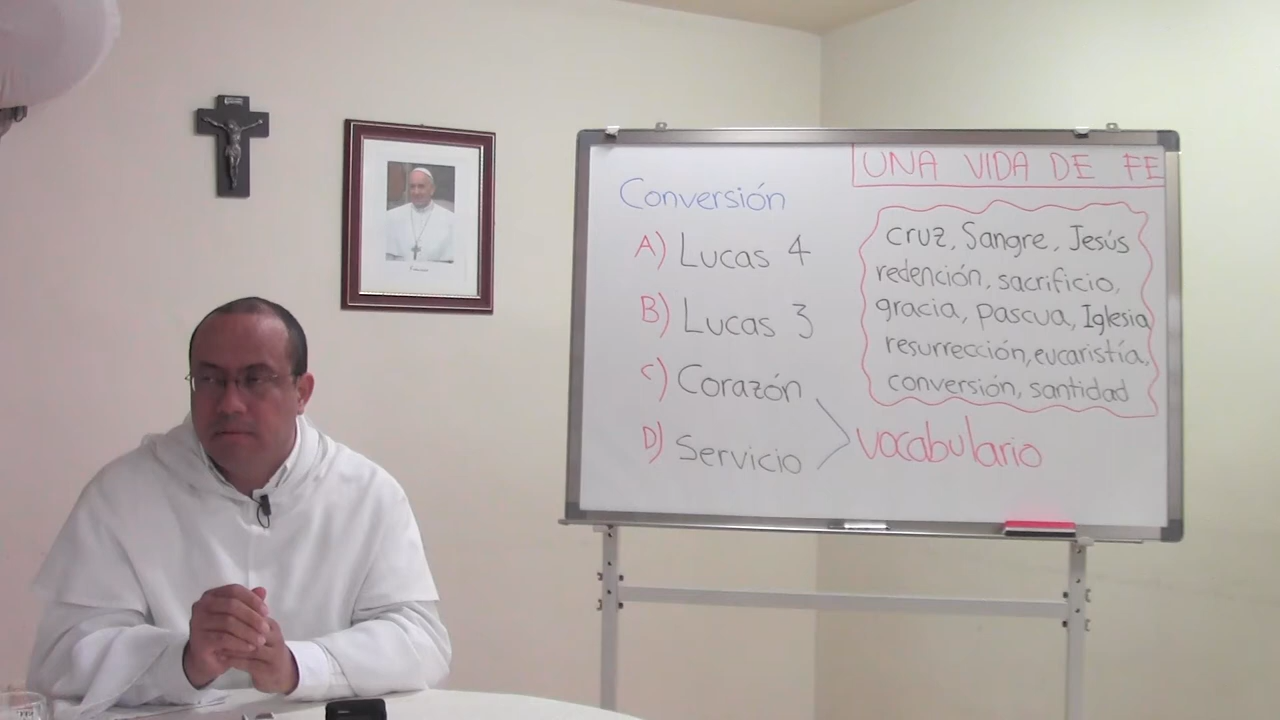 UNA VIDA DE FE
Conversión
A) Lucas 4
B) Lucas 3
C) Corazón
D) Servicio
cruz, Sangre, Jesús
redención, sacrificio,
gracia, pascua, Iglesia
resurrección, eucaristía,
conversión, santidad
vocabulario